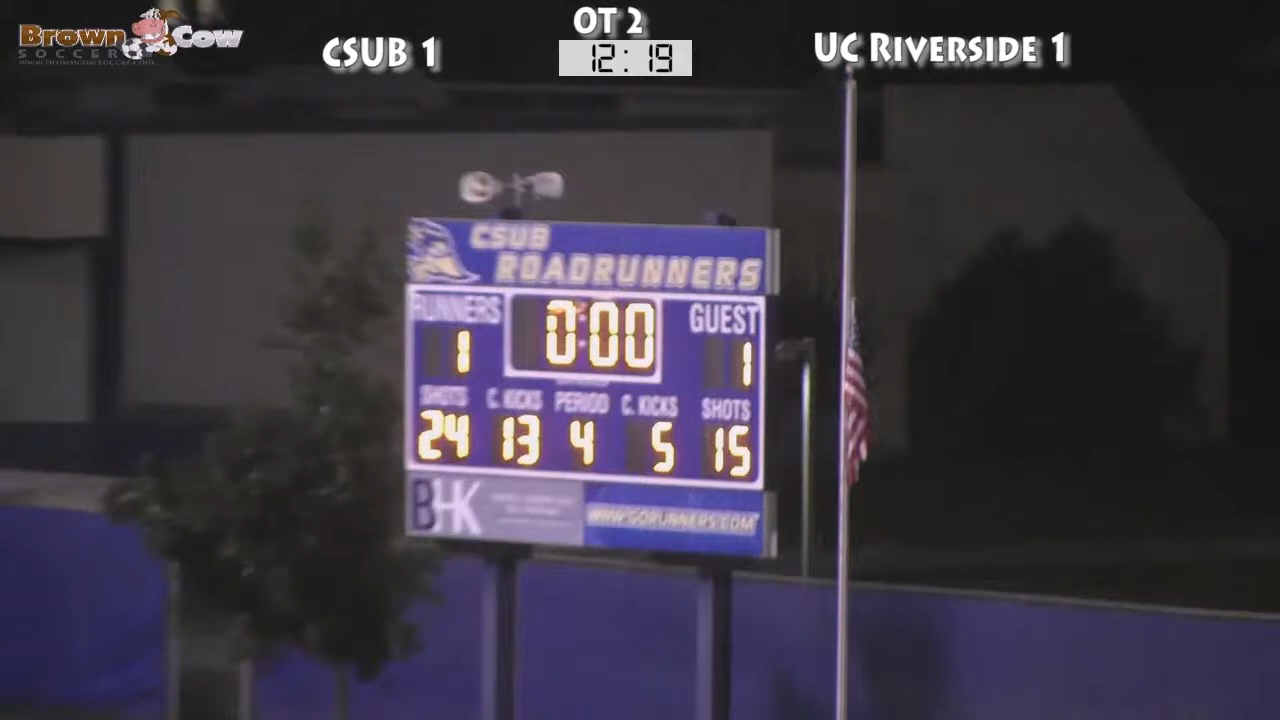 Brown Cow
SOCCER
CSUB 1
OT 2
12:19
UC RIVERSIDE 1
CSUB
ROADRUNNERS
RUNNERS
0:00
GUEST
1
1
SHOTS C. KICKS PERIOD C. KICKS SHOTS
24 13 4 5 15
BHK
WWW.GORUNNERS.COM